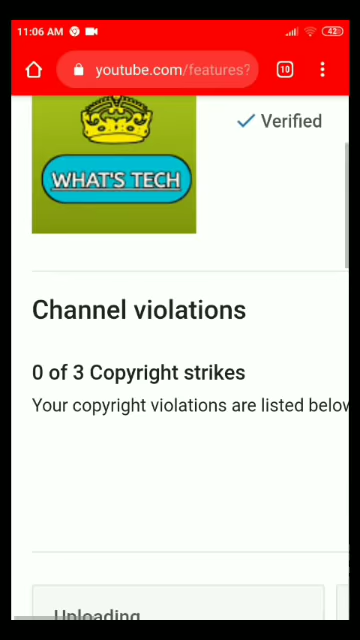 11:06 AM
42
youtube.com/features?
10
Verified
WHAT'S TECH
Channel violations
0 of 3 Copyright strikes
Your copyright violations are listed below
Uploading